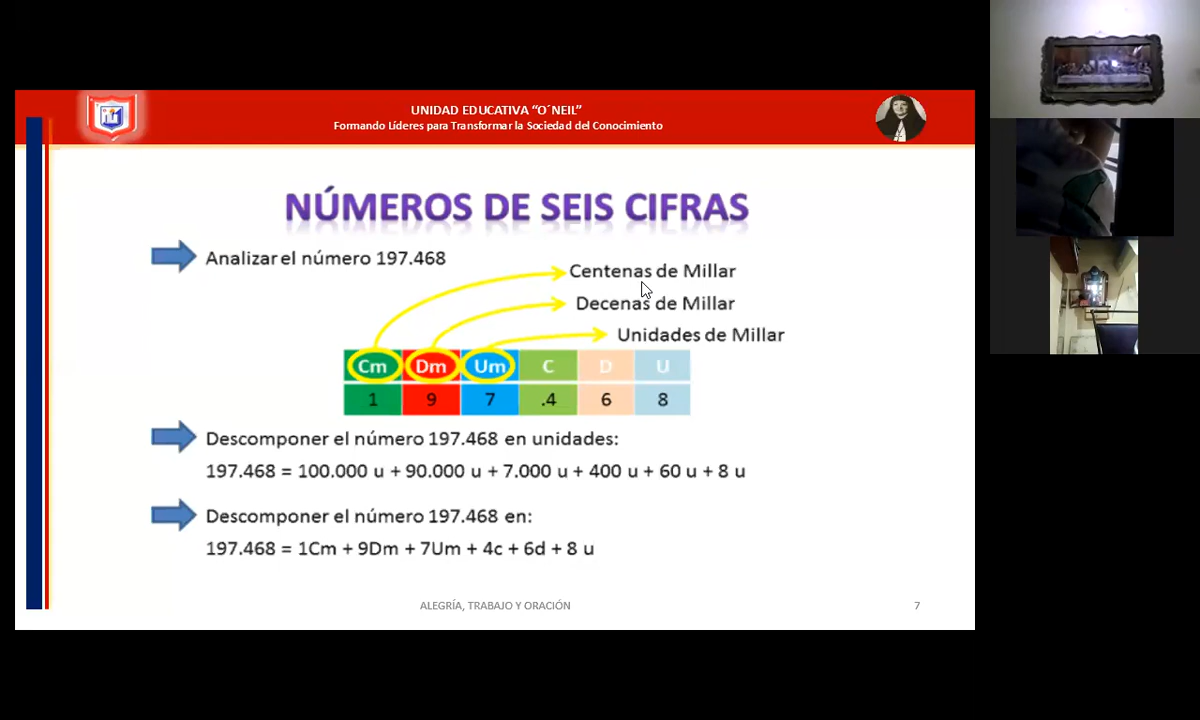 UNIDAD EDUCATIVA “O´NEIL”
Formando Líderes para Transformar la Sociedad del Conocimiento
NÚMEROS DE SEIS CIFRAS
Analizar el número 197.468
Centenas de Millar
Decenas de Millar
Unidades de Millar
Cm Dm Um C D U
1 9 7 .4 6 8
Descomponer el número 197.468 en unidades:
197.468 = 100.000 u + 90.000 u + 7.000 u + 400 u + 60 u + 8 u
Descomponer el número 197.468 en:
197.468 = 1Cm + 9Dm + 7Um + 4c + 6d + 8 u
ALEGRÍA, TRABAJO Y ORACIÓN
7